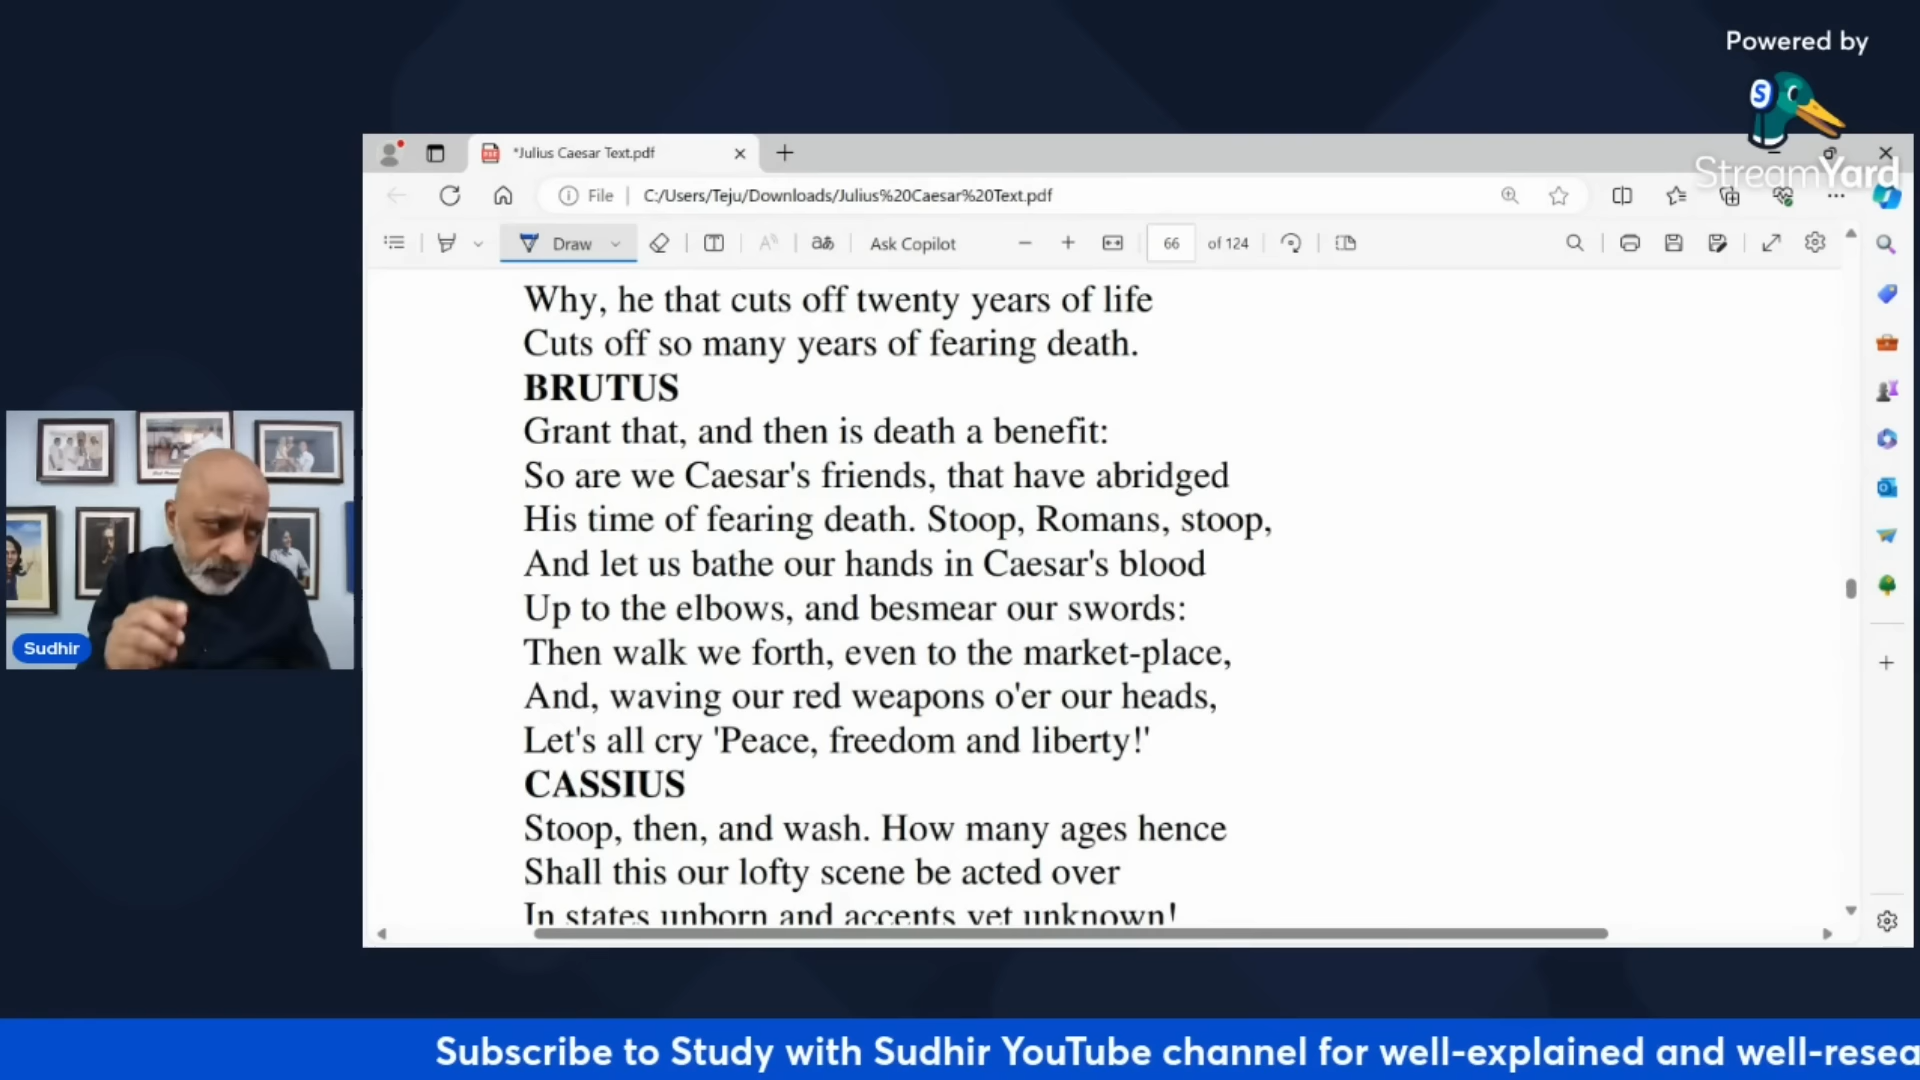 Powered by
S
StreamYard
*Julius Caesar Text.pdf
File
C:/Users/Teju/Downloads/Julius%20Caesar%20Text.pdf
Draw
aあ
Ask Copilot
66
of 124
Why, he that cuts off twenty years of life
Cuts off so many years of fearing death.
BRUTUS
Grant that, and then is death a benefit:
So are we Caesar's friends, that have abridged
His time of fearing death. Stoop, Romans, stoop,
And let us bathe our hands in Caesar's blood
Up to the elbows, and besmear our swords:
Then walk we forth, even to the market-place,
And, waving our red weapons o'er our heads,
Let's all cry 'Peace, freedom and liberty!'
CASSIUS
Stoop, then, and wash. How many ages hence
Shall this our lofty scene be acted over
In states unborn and accents yet unknown!
Sudhir
Subscribe to Study with Sudhir YouTube channel for well-explained and well-resea